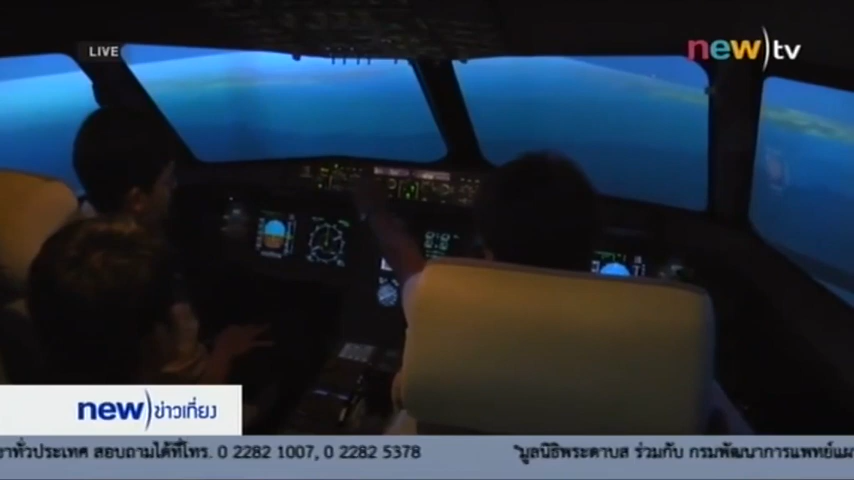 LIVE
new)tv
new)ข่าวเที่ยง
าทั่วประเทศ สอบถามได้ที่โทร. 0 2282 1007, 0 2282 5378 "มูลนิธิพระดาบส ร่วมกับ กรมพัฒนาการแพทย์แผ